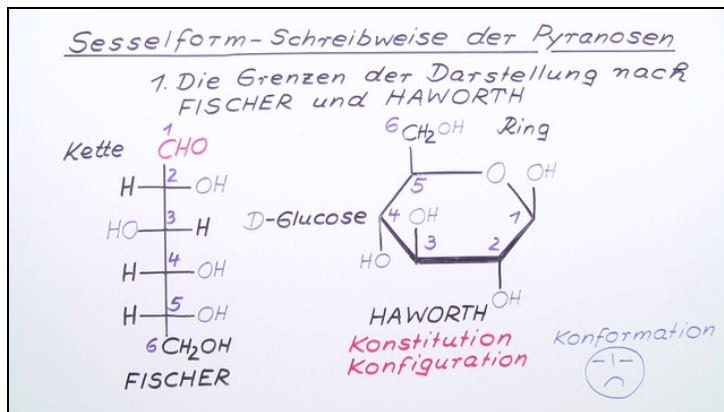 Sesselform-Schreibweise der Pyranosen
1. Die Grenzen der Darstellung nach
FISCHER und HAWORTH
1
Kette CHO
H 2 OH
HO 3 H
H 4 OH
H 5 OH
6 CH2OH
FISCHER
6 CH2OH Ring
5 O OH
D-Glucose 4 OH 1
HO 3 2
OH
HAWORTH
Konstitution
Konfiguration
Konformation